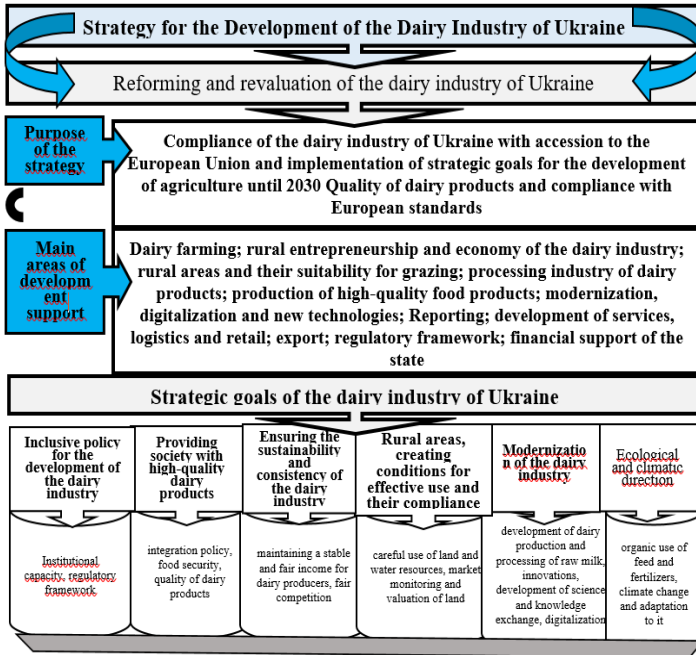 Strategy for the Development of the Dairy Industry of Ukraine
Reforming and revaluation of the dairy industry of Ukraine
Purpose
of the
strategy
Compliance of the dairy industry of Ukraine with accession to the
European Union and implementation of strategic goals for the development
of agriculture until 2030 Quality of dairy products and compliance with
European standards
Main
areas of
developm
ent
support
Dairy farming; rural entrepreneurship and economy of the dairy industry;
rural areas and their suitability for grazing; processing industry of dairy
products; production of high-quality food products; modernization,
digitalization and new technologies; Reporting; development of services,
logistics and retail; export; regulatory framework; financial support of the
state
Strategic goals of the dairy industry of Ukraine
Inclusive policy
for the
development of
the dairy
industry
Providing
society with
high-quality
dairy
products
Ensuring the
sustainability
and
consistency of
the dairy
industry
Rural areas,
creating
conditions for
effective use and
their compliance
Modernizatio
n of the dairy
industry
Ecological
and climatic
direction
Institutional
capacity, regulatory
framework
integration policy,
food security,
quality of dairy
products
maintaining a stable
and fair income for
dairy producers, fair
competition
careful use of land and
water resources, market
monitoring and
valuation of land
development of dairy
production and
processing of raw milk,
innovations,
development of science
and knowledge
exchange, digitalization
organic use of
feed and
fertilizers,
climate change
and adaptation
to it